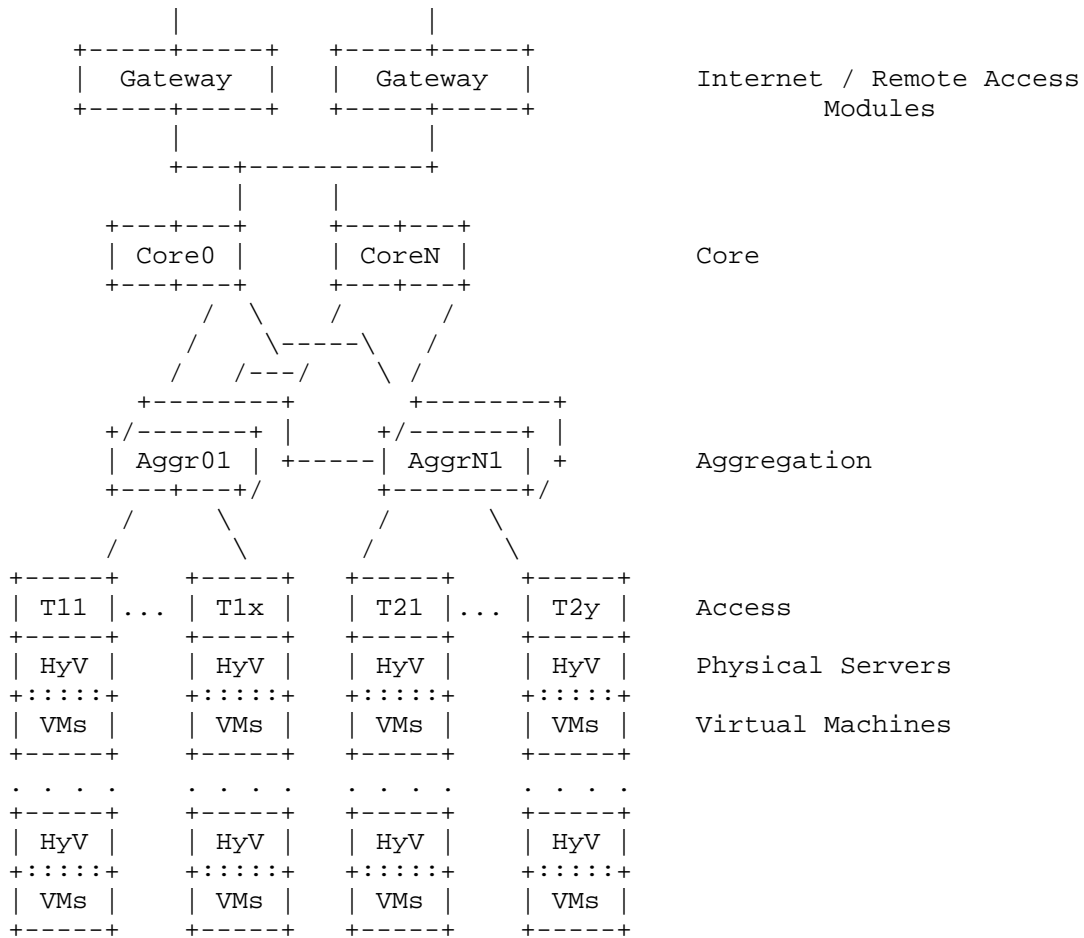 Gateway Gateway Internet / Remote Access
Modules
Core0 CoreN Core
Aggr01 AggrN1 Aggregation
T11 ... T1x T21 ... T2y Access
HyV HyV HyV HyV Physical Servers
VMs VMs VMs VMs Virtual Machines
. . . . . . . . . . . . . . . .
HyV HyV HyV HyV
VMs VMs VMs VMs